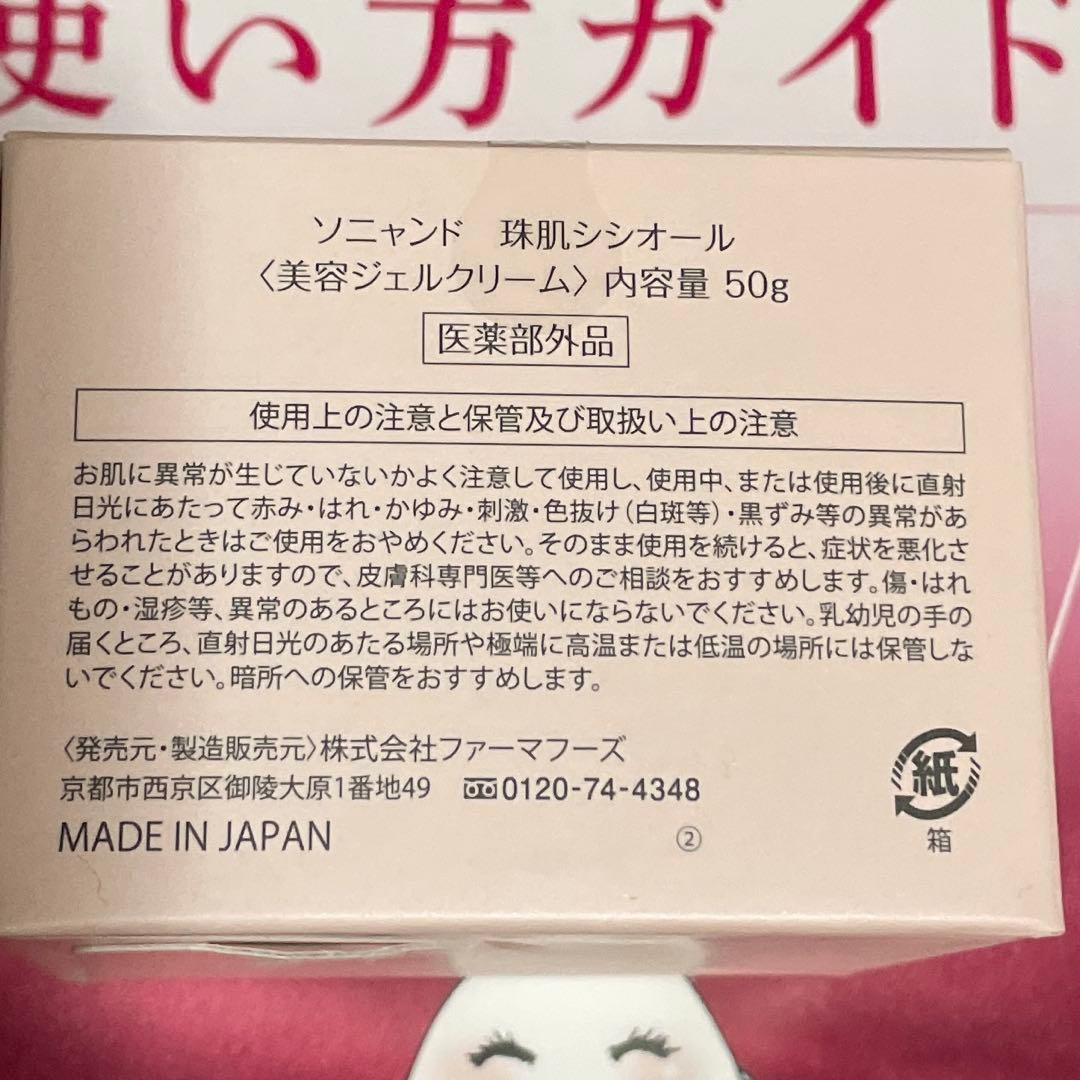 使い方ガイド
ソニャンド 珠肌シシオール
〈美容ジェルクリーム〉内容量 50g
医薬部外品
使用上の注意と保管及び取扱い上の注意
お肌に異常が生じていないかよく注意して使用し、使用中、または使用後に直射
日光にあたって赤み・はれ・かゆみ・刺激・色抜け(白斑等)・黒ずみ等の異常があ
らわれたときはご使用をおやめください。そのまま使用を続けると、症状を悪化さ
せることがありますので、皮膚科専門医等へのご相談をおすすめします。傷・はれ
もの・湿疹等、異常のあるところにはお使いにならないでください。乳幼児の手の
届くところ、直射日光のあたる場所や極端に高温または低温の場所には保管しな
いでください。暗所への保管をおすすめします。
〈発売元・製造販売元〉株式会社ファーマフーズ
京都市西京区御陵大原1番地49 0120-74-4348
MADE IN JAPAN ②
紙
箱